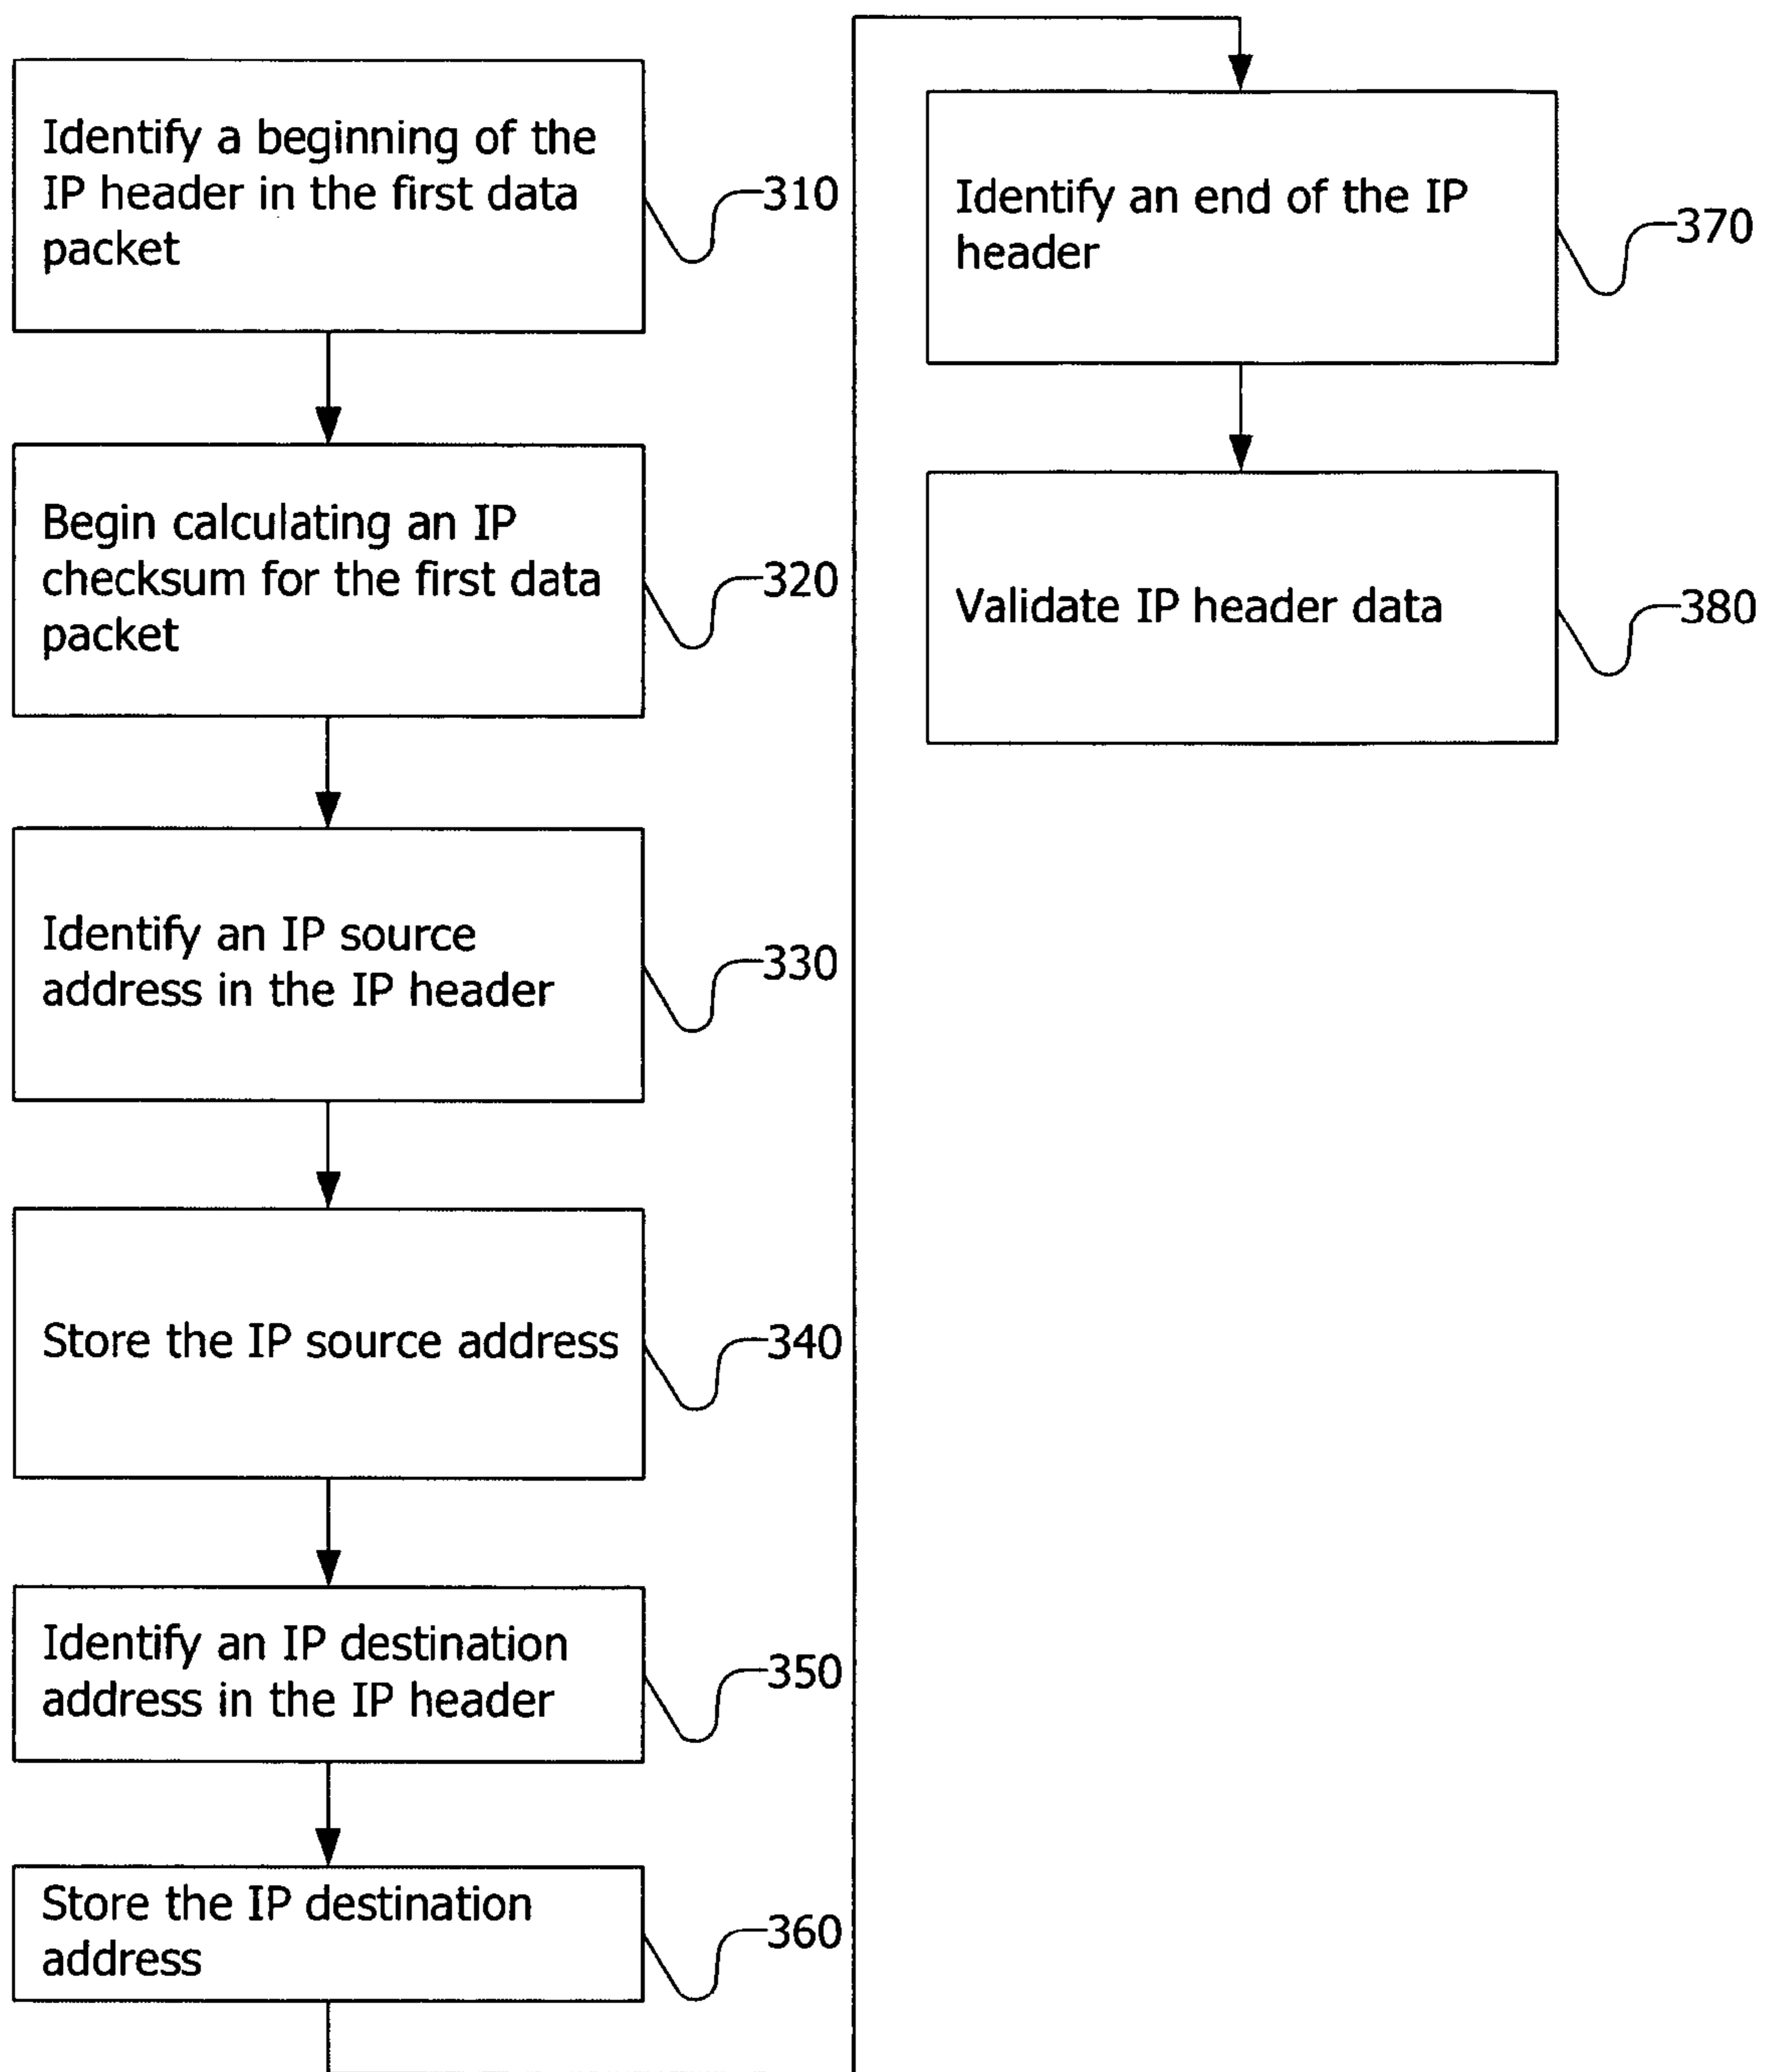 Identify a beginning of the
IP header in the first data
packet
310
Begin calculating an IP
checksum for the first data
packet
320
Identify an IP source
address in the IP header
330
Store the IP source address
340
Identify an IP destination
address in the IP header
350
Store the IP destination
address
360
Identify an end of the IP
header
370
Validate IP header data
380